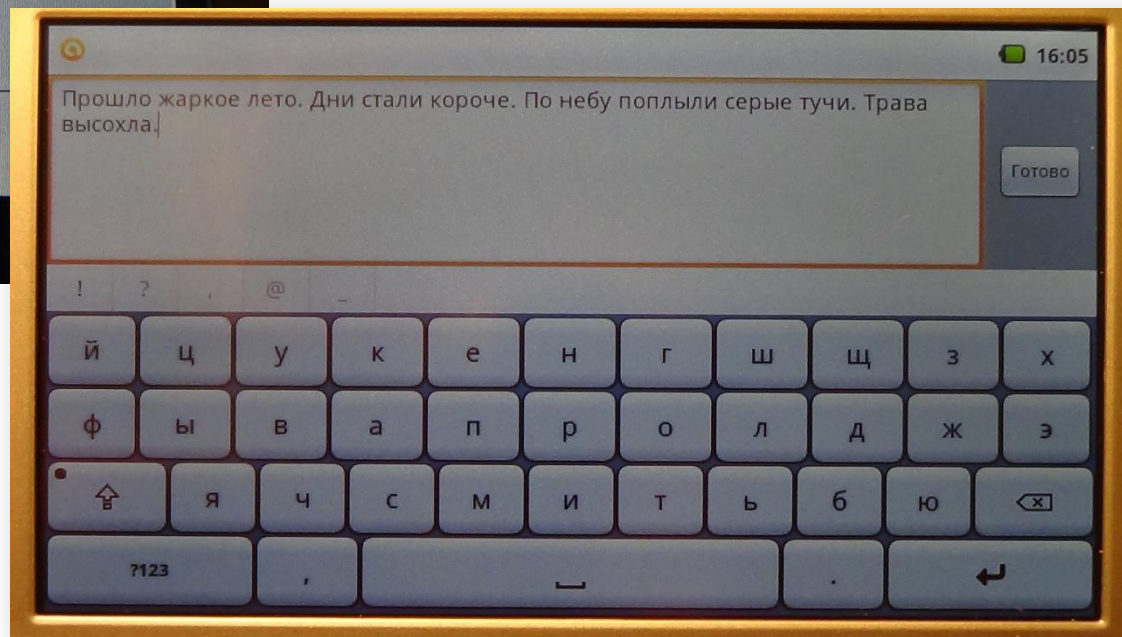 16:05
Прошло жаркое лето. Дни стали короче. По небу поплыли серые тучи. Трава
высохла.
Готово
! ? , @ _
й ц у к е н г ш щ з х
ф ы в а п р о л д ж э
я ч с м и т ь б ю
?123 , .